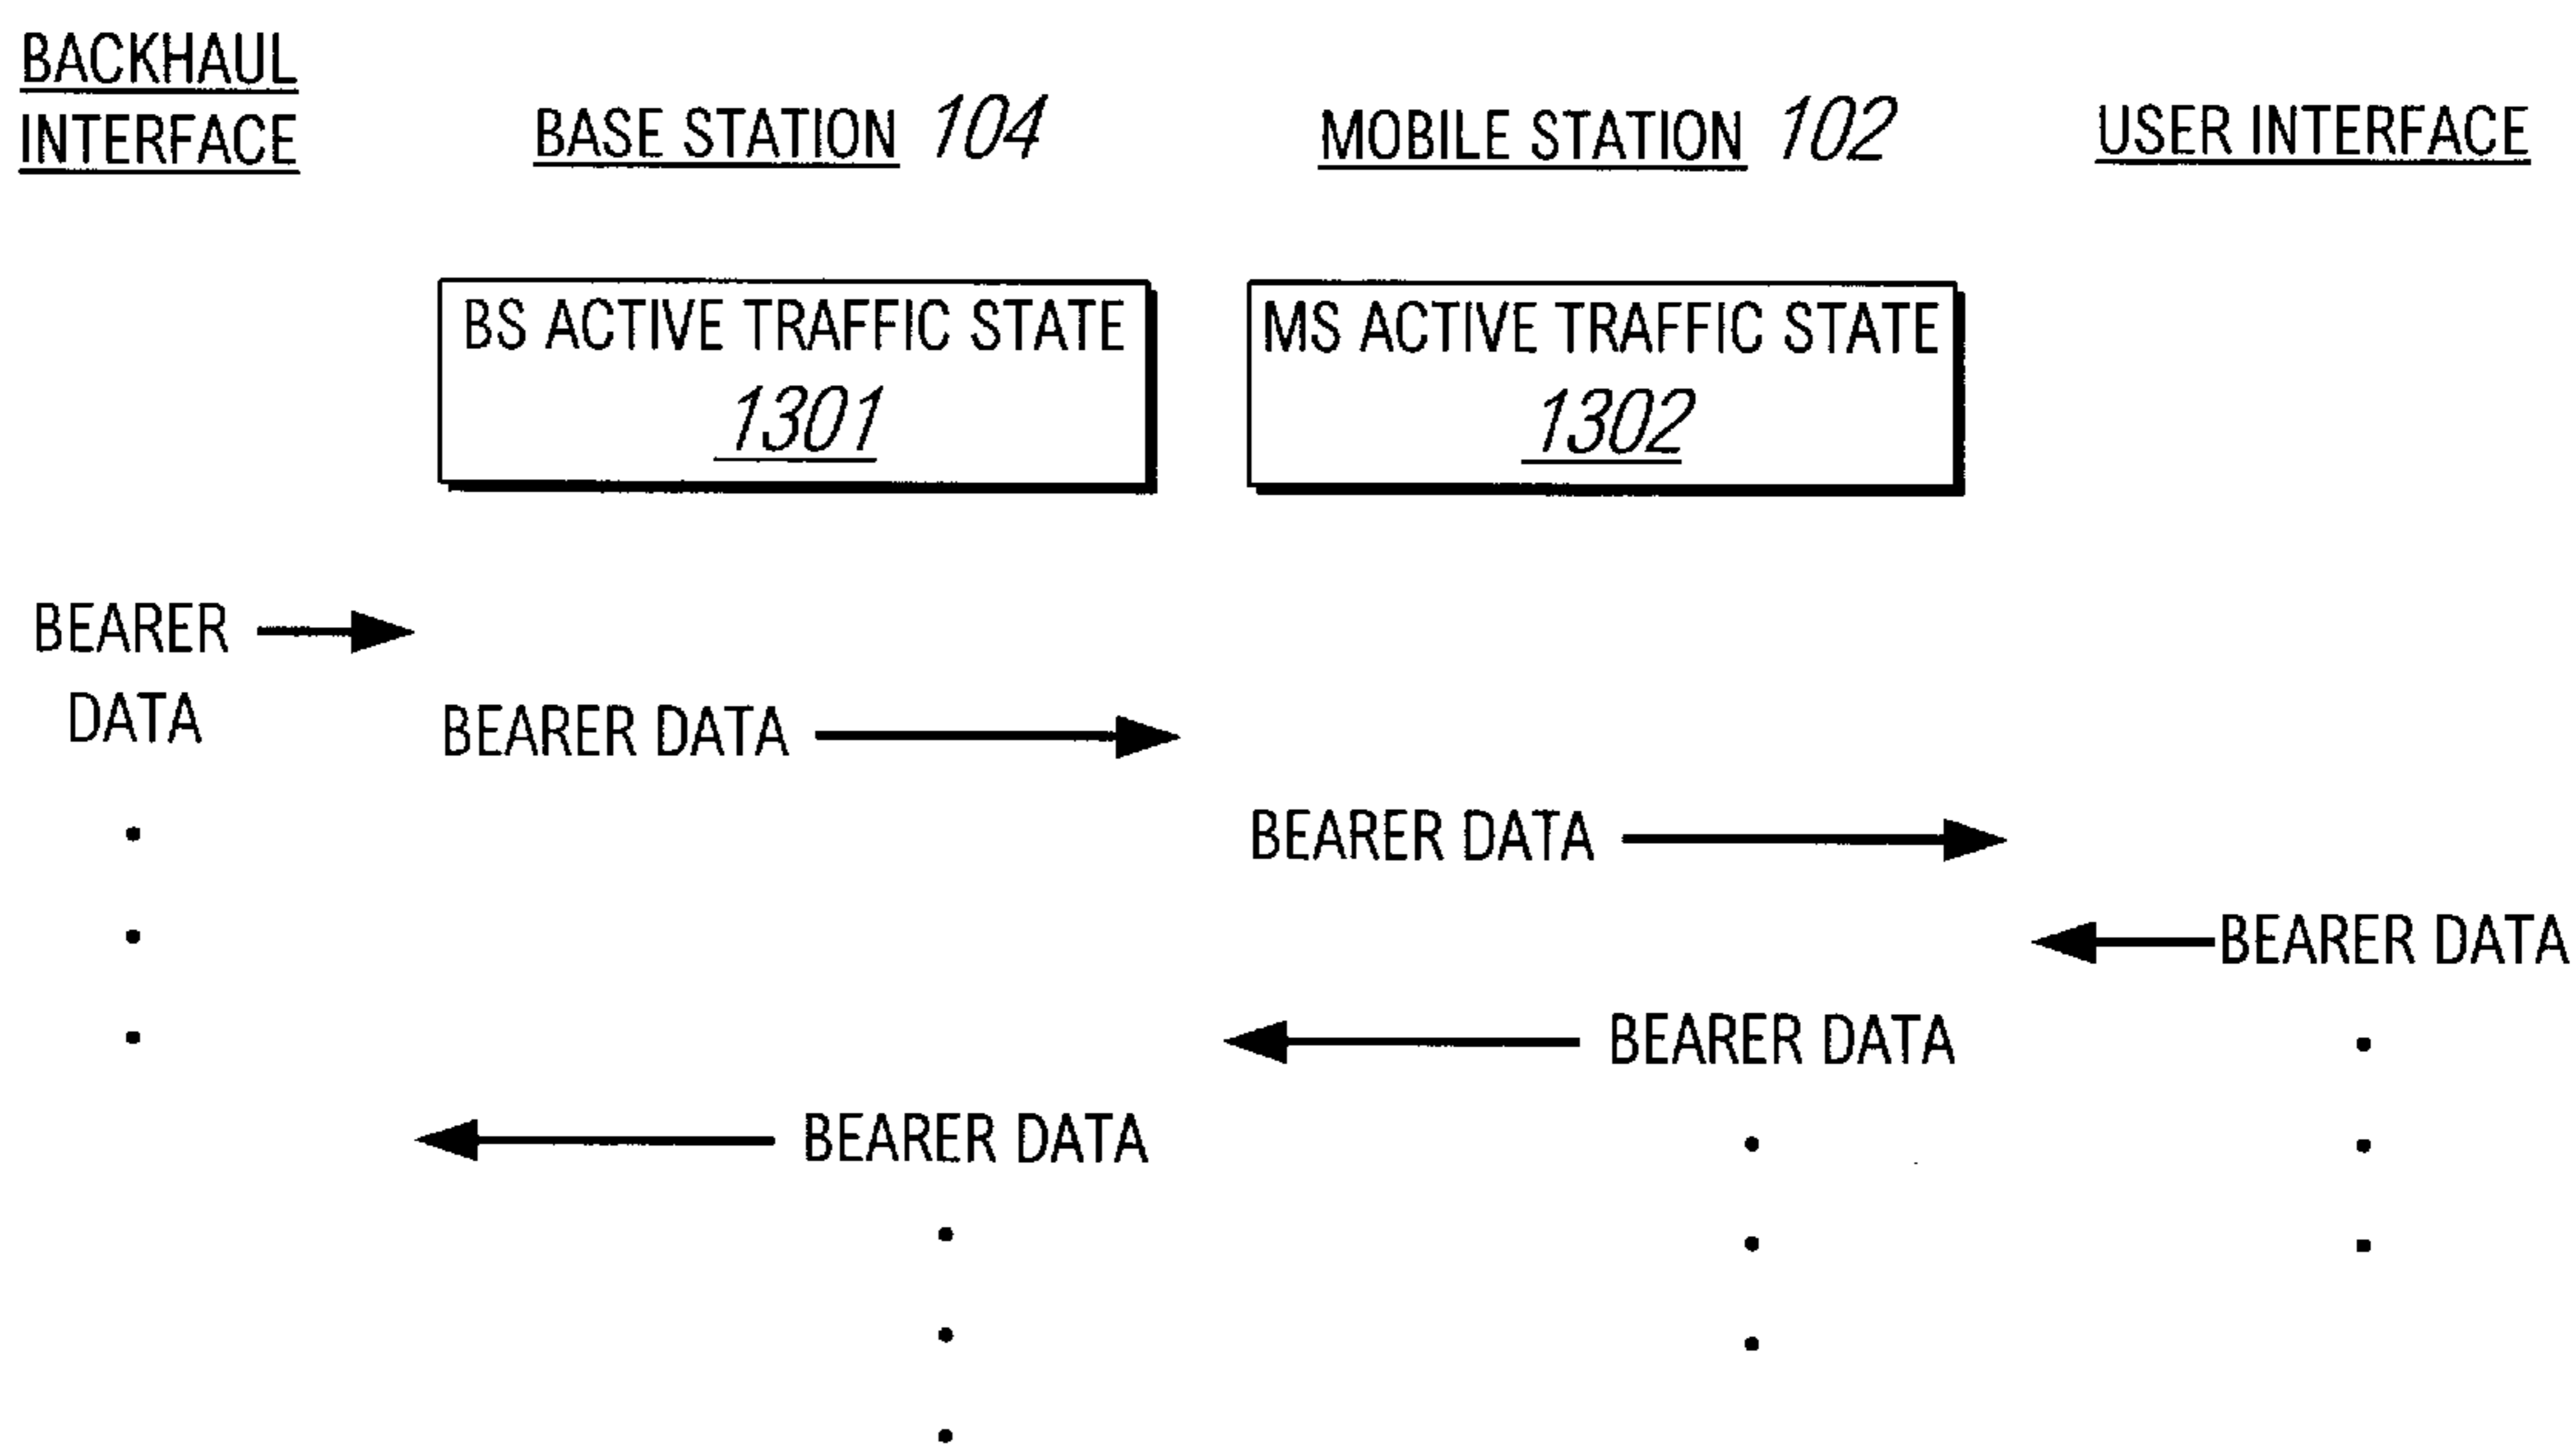 BACKHAUL
INTERFACE
BASE STATION 104
MOBILE STATION 102
USER INTERFACE
BS ACTIVE TRAFFIC STATE
1301
MS ACTIVE TRAFFIC STATE
1302
BEARER
DATA
BEARER DATA
BEARER DATA
BEARER DATA
BEARER DATA
BEARER DATA